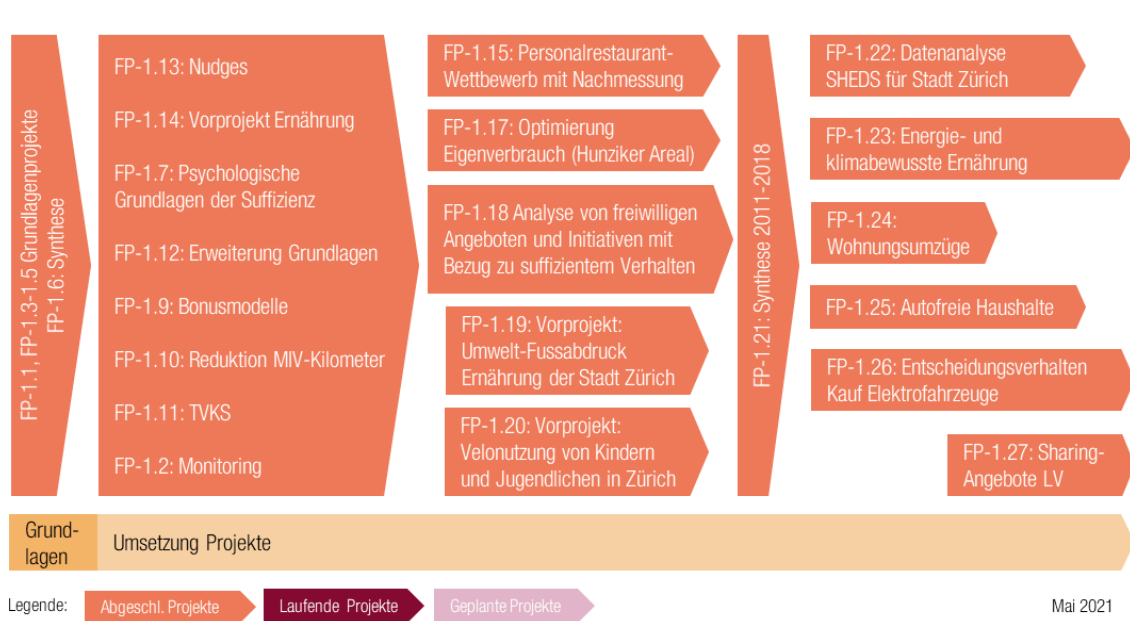 FP-1.1, FP-1.3-1.5 Grundlagenprojekte
FP-1.6: Synthese
FP-1.13: Nudges
FP-1.14: Vorprojekt Ernährung
FP-1.7: Psychologische
Grundlagen der Suffizienz
FP-1.12: Erweiterung Grundlagen
FP-1.9: Bonusmodelle
FP-1.10: Reduktion MIV-Kilometer
FP-1.11: TVKS
FP-1.2: Monitoring
FP-1.15: Personalrestaurant-
Wettbewerb mit Nachmessung
FP-1.17: Optimierung
Eigenverbrauch (Hunziker Areal)
FP-1.18 Analyse von freiwilligen
Angeboten und Initiativen mit
Bezug zu suffizientem Verhalten
FP-1.19: Vorprojekt:
Umwelt-Fussabdruck
Ernährung der Stadt Zürich
FP-1.20: Vorprojekt:
Velonutzung von Kindern
und Jugendlichen in Zürich
FP-1.21: Synthese 2011-2018
FP-1.22: Datenanalyse
SHEDS für Stadt Zürich
FP-1.23: Energie- und
klimabewusste Ernährung
FP-1.24:
Wohnungsumzüge
FP-1.25: Autofreie Haushalte
FP-1.26: Entscheidungsverhalten
Kauf Elektrofahrzeuge
FP-1.27: Sharing-
Angebote LV
Grund-
lagen
Umsetzung Projekte
Legende:
Abgeschl. Projekte
Laufende Projekte
Geplante Projekte
Mai 2021